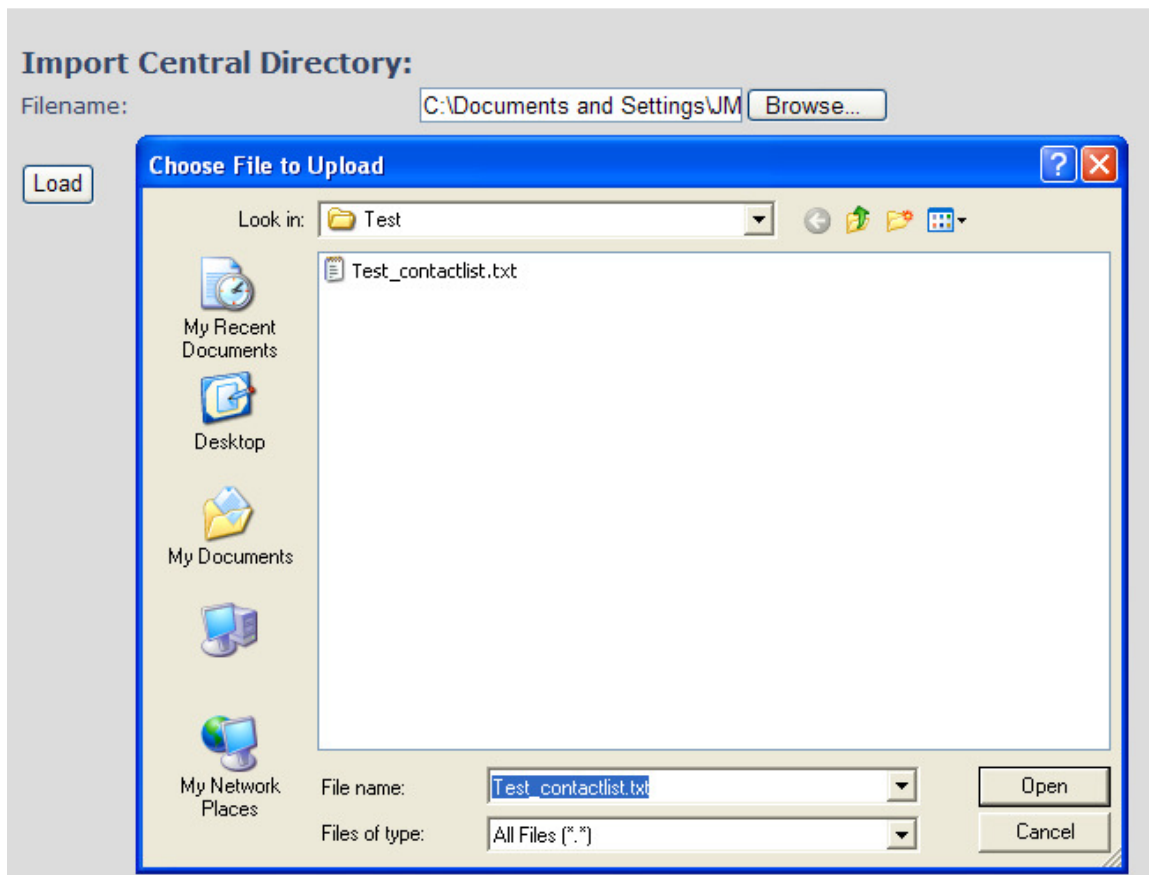 Import Central Directory:
Filename:
C:\Documents and Settings\JM
Browse...
Load
Choose File to Upload
?
Look in:
Test
Test_contactlist.txt
My Recent
Documents
Desktop
My Documents
My Network
Places
File name:
Test_contactlist.txt
Open
Files of type:
All Files (*.*)
Cancel